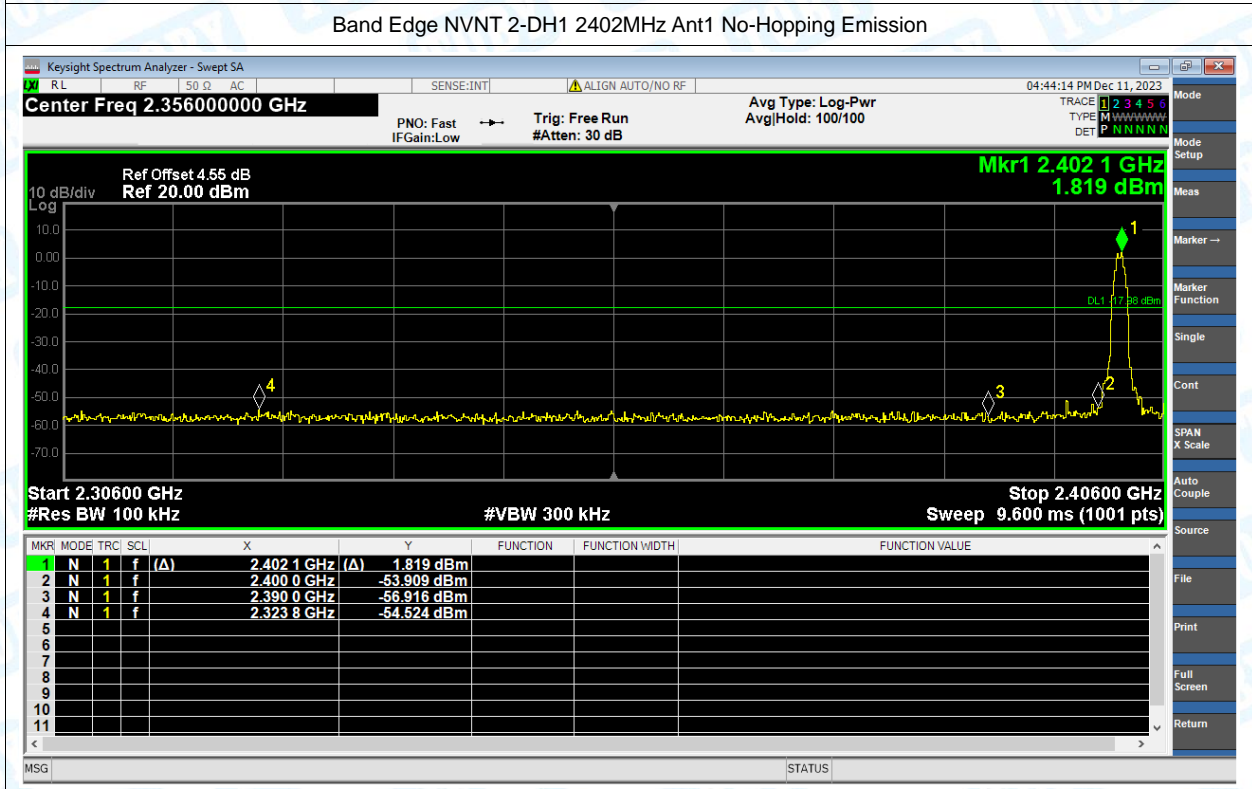 Band Edge NVNT 2-DH1 2402MHz Ant1 No-Hopping Emission
Keysight Spectrum Analyzer - Swept SA
LXI RL RF 50 Ω AC SENSE:INT ALIGN AUTO/NO RF 04:44:14 PM Dec 11, 2023
Center Freq 2.356000000 GHz
PNO: Fast
IFGain:Low
Trig: Free Run
#Atten: 30 dB
Avg Type: Log-Pwr
Avg|Hold: 100/100
TRACE 1 2 3 4 5 6
TYPE M WWWWW
DET P N N N N N
Ref Offset 4.55 dB
10 dB/div Ref 20.00 dBm
Log
Mkr1 2.402 1 GHz
1.819 dBm
10.0
0.00
-10.0
-20.0
-30.0
-40.0
-50.0
-60.0
-70.0
DL1 -17.98 dBm
1
2
3
4
Start 2.30600 GHz
#Res BW 100 kHz
#VBW 300 kHz
Stop 2.40600 GHz
Sweep 9.600 ms (1001 pts)
MKR MODE TRC SCL X Y FUNCTION FUNCTION WIDTH FUNCTION VALUE
1 N 1 f (Δ) 2.402 1 GHz (Δ) 1.819 dBm
2 N 1 f 2.400 0 GHz -53.909 dBm
3 N 1 f 2.390 0 GHz -56.916 dBm
4 N 1 f 2.323 8 GHz -54.524 dBm
5
6
7
8
9
10
11
MSG STATUS
Mode
Mode
Setup
Meas
Marker →
Marker
Function
Single
Cont
SPAN
X Scale
Auto
Couple
Source
File
Print
Full
Screen
Return